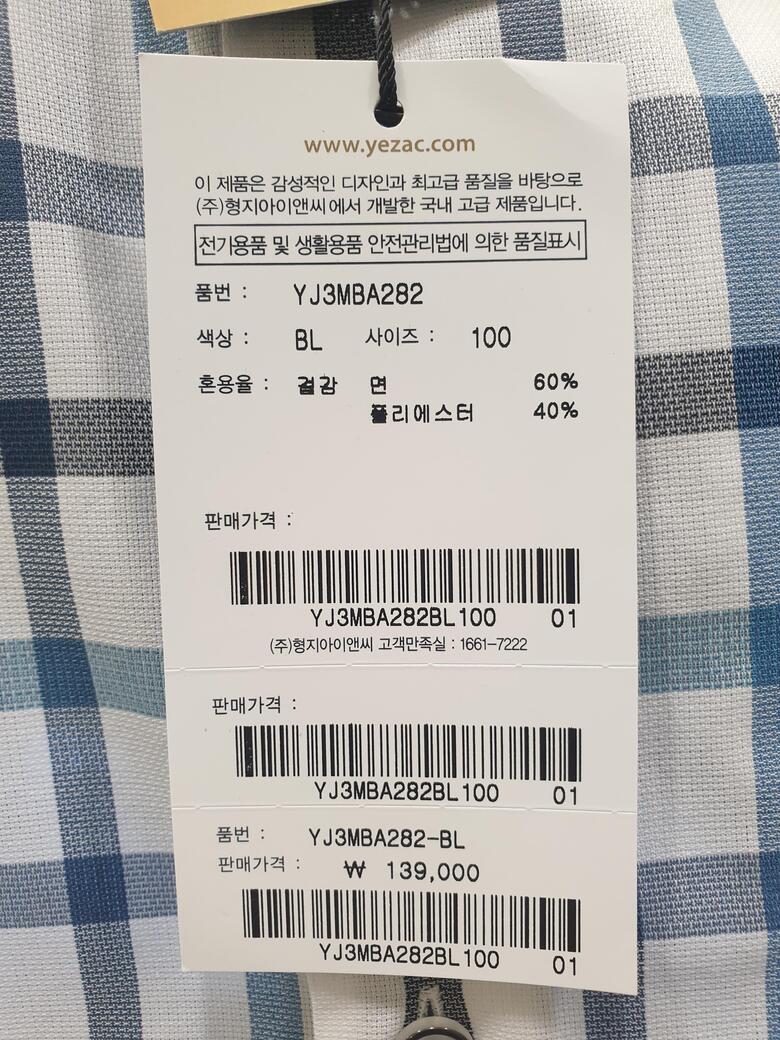 www.yezac.com
이 제품은 감성적인 디자인과 최고급 품질을 바탕으로
(주)형지아이앤씨에서 개발한 국내 고급 제품입니다.
전기용품 및 생활용품 안전관리법에 의한 품질표시
품번 : YJ3MBA282
색상 : BL 사이즈 : 100
혼용율 : 겉감 면 60%
폴리에스터 40%
판매가격 :
YJ3MBA282BL100 01
(주)형지아이앤씨 고객만족실 : 1661-7222
판매가격 :
YJ3MBA282BL100 01
품번 : YJ3MBA282-BL
판매가격 : ₩ 139,000
YJ3MBA282BL100 01